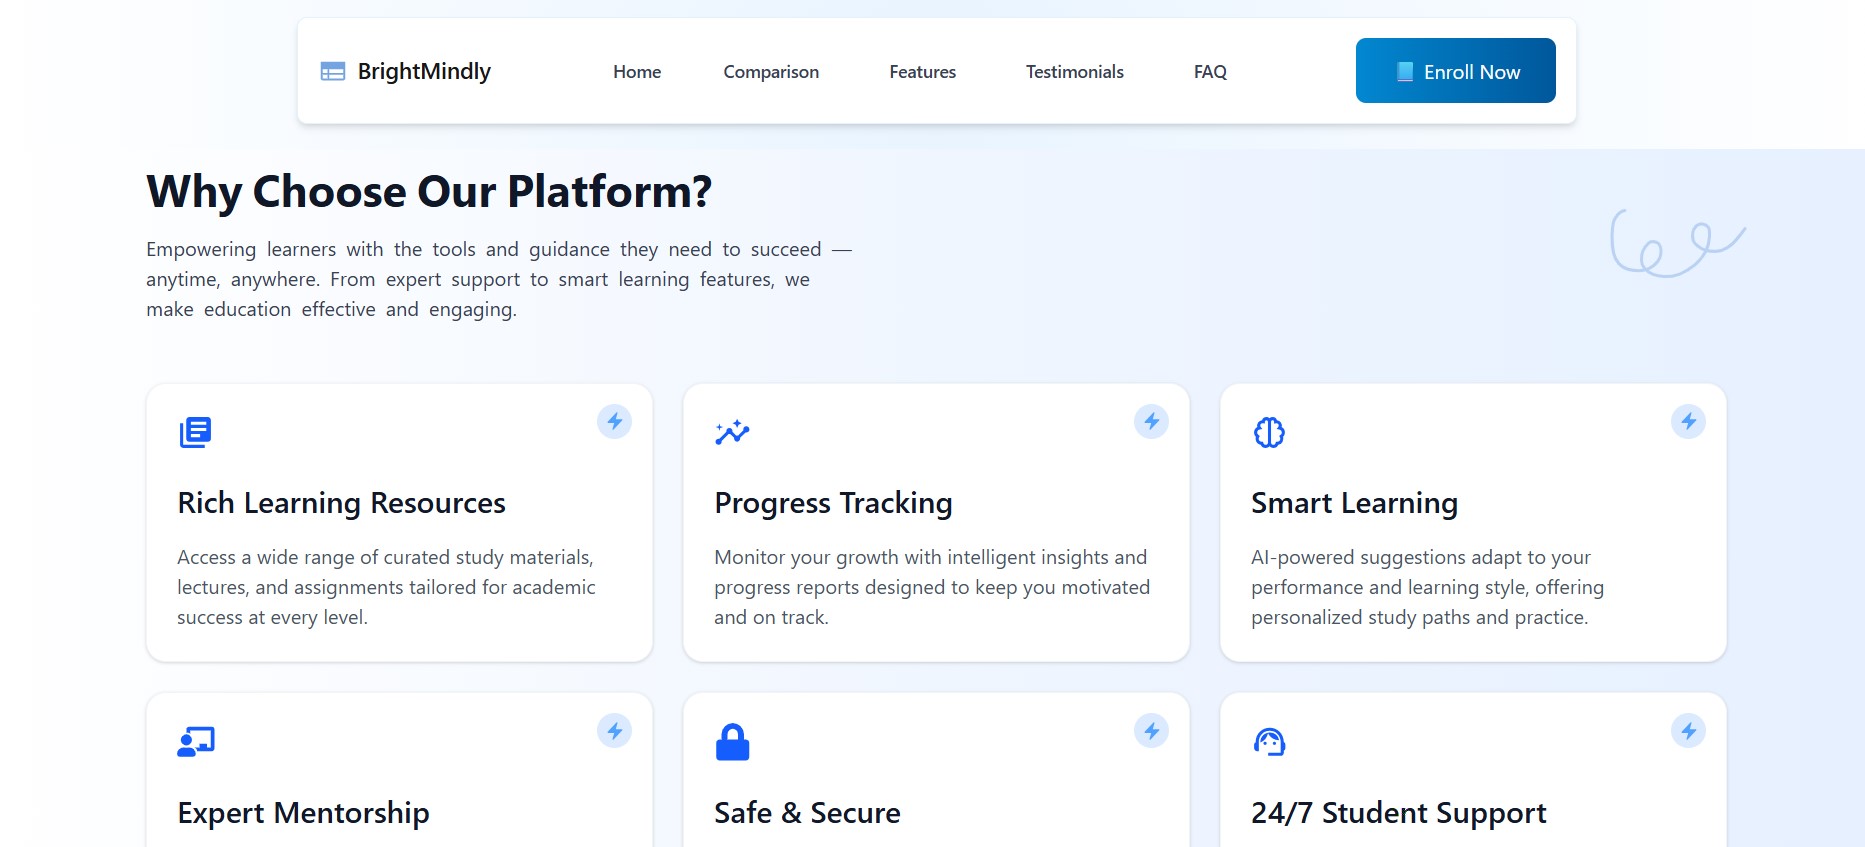 BrightMindly
Home
Comparison
Features
Testimonials
FAQ
Enroll Now
Why Choose Our Platform?
Empowering learners with the tools and guidance they need to succeed —
anytime, anywhere. From expert support to smart learning features, we
make education effective and engaging.
Rich Learning Resources
Access a wide range of curated study materials,
lectures, and assignments tailored for academic
success at every level.
Progress Tracking
Monitor your growth with intelligent insights and
progress reports designed to keep you motivated
and on track.
Smart Learning
AI-powered suggestions adapt to your
performance and learning style, offering
personalized study paths and practice.
Expert Mentorship
Safe & Secure
24/7 Student Support